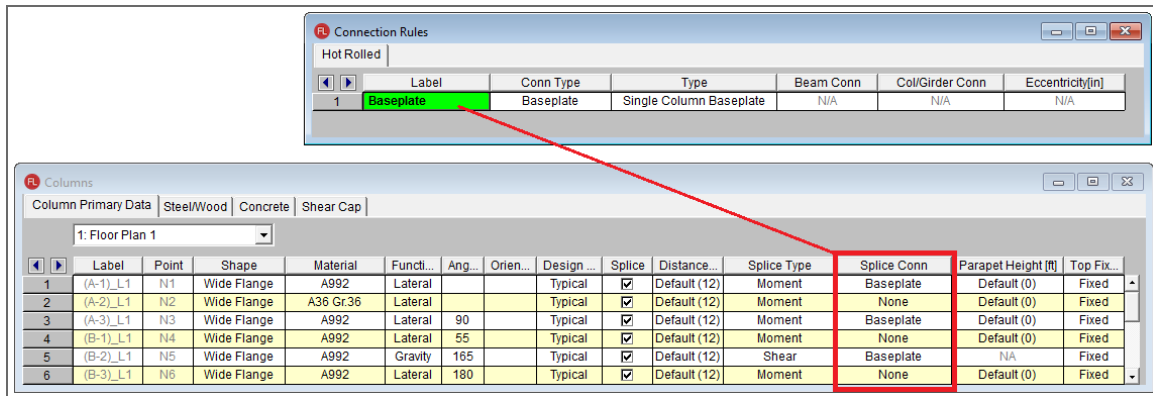 FL Connection Rules
Hot Rolled
Label Conn Type Type Beam Conn Col/Girder Conn Eccentricity[in]
1 Baseplate Baseplate Single Column Baseplate N/A N/A N/A
FL Columns
Column Primary Data Steel/Wood Concrete Shear Cap
1: Floor Plan 1
Label Point Shape Material Functi... Ang... Orien... Design ... Splice Distance... Splice Type Splice Conn Parapet Height [ft] Top Fix...
1 (A-1)_L1 N1 Wide Flange A992 Lateral Typical Default (12) Moment Baseplate Default (0) Fixed
2 (A-2)_L1 N2 Wide Flange A36 Gr.36 Lateral Typical Default (12) Moment None Default (0) Fixed
3 (A-3)_L1 N3 Wide Flange A992 Lateral 90 Typical Default (12) Moment Baseplate Default (0) Fixed
4 (B-1)_L1 N4 Wide Flange A992 Lateral 55 Typical Default (12) Moment None Default (0) Fixed
5 (B-2)_L1 N5 Wide Flange A992 Gravity 165 Typical Default (12) Shear Baseplate NA Fixed
6 (B-3)_L1 N6 Wide Flange A992 Lateral 180 Typical Default (12) Moment None Default (0) Fixed